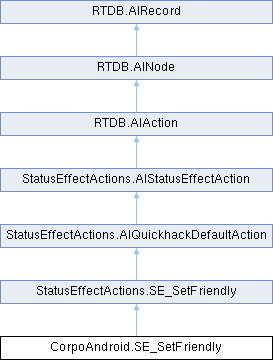 RTDB.AIRecord
RTDB.AINode
RTDB.AIAction
StatusEffectActions.AIStatusEffectAction
StatusEffectActions.AIQuickhackDefaultAction
StatusEffectActions.SE_SetFriendly
CorpoAndroid.SE_SetFriendly